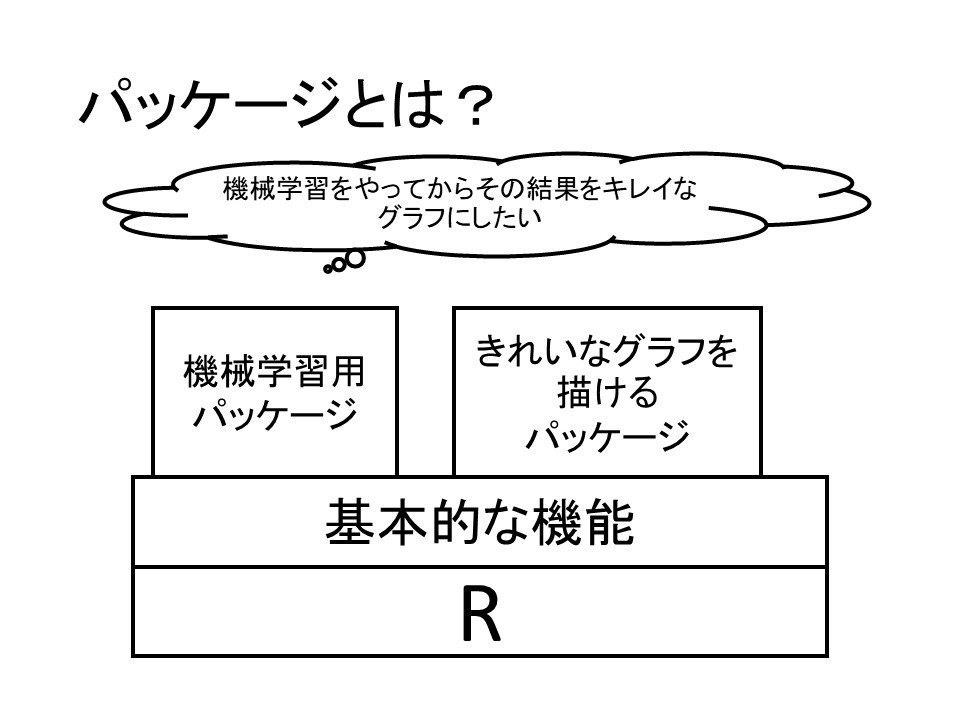 パッケージとは？
機械学習をやってからその結果をキレイな
グラフにしたい
機械学習用
パッケージ
きれいなグラフを
描ける
パッケージ
基本的な機能
R